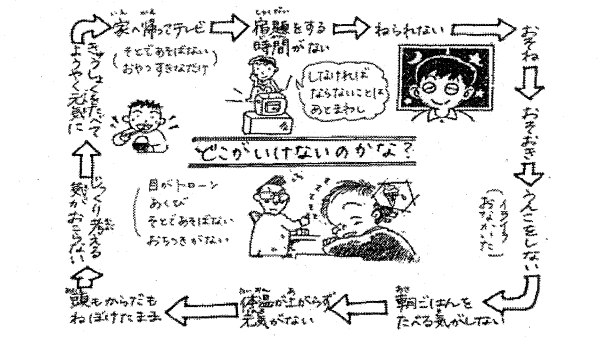 家へ帰ってテレビ
(そとであそばない
おやつすきなだけ)
宿題をする
時間がない
しなければ
ならないことは
あとまわし
ねられない
おそね
おそおき
うんこをしない
(イライラ
おなかいた)
朝ごはんを
たべる気がしない
体温が上がらず
元気がない
頭もからだも
ねぼけたまま
じっくり考える
気がおこらない
きゅうしょくをたべて
ようやく元気に
どこがいけないのかな?
目がトローン
あくび
そとであそばない
おちつきがない